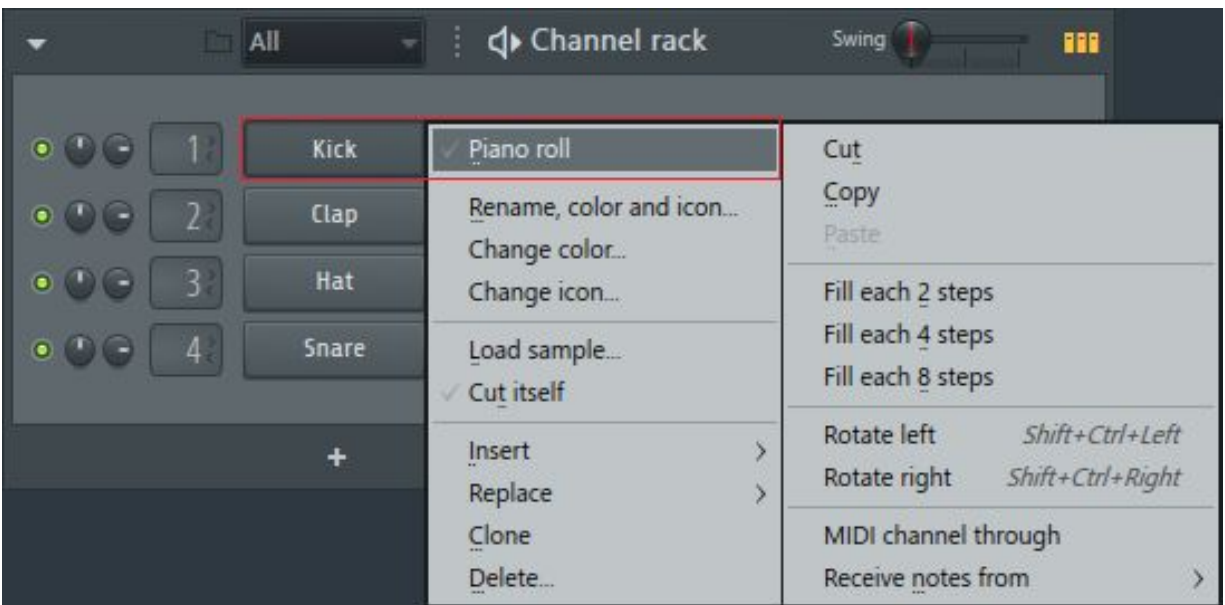 All
Channel rack
Swing
1 Kick
2 Clap
3 Hat
4 Snare
+
Piano roll
Rename, color and icon...
Change color...
Change icon...
Load sample...
Cut itself
Insert >
Replace >
Clone
Delete...
Cut
Copy
Paste
Fill each 2 steps
Fill each 4 steps
Fill each 8 steps
Rotate left Shift+Ctrl+Left
Rotate right Shift+Ctrl+Right
MIDI channel through
Receive notes from >